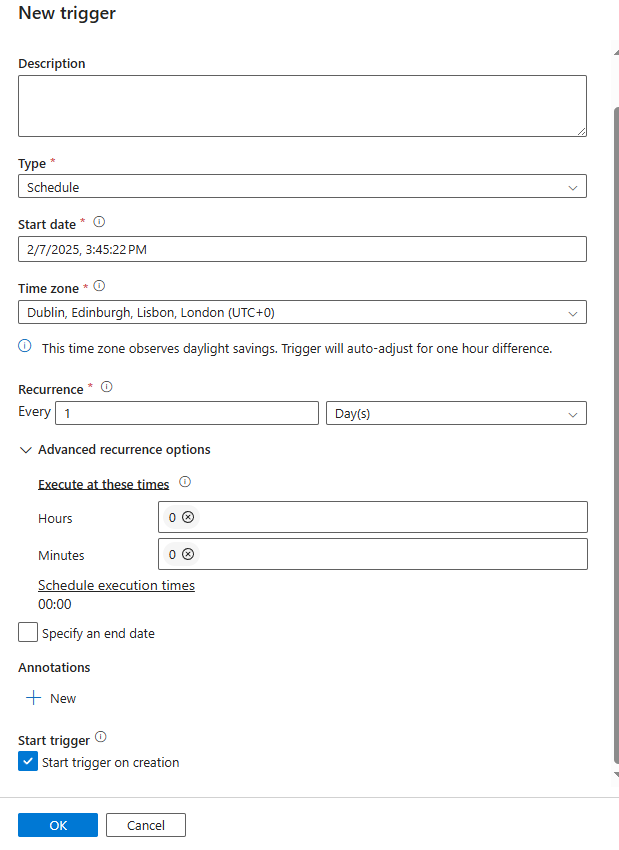 New trigger
Description
Type *
Schedule
Start date *
2/7/2025, 3:45:22 PM
Time zone *
Dublin, Edinburgh, Lisbon, London (UTC+0)
This time zone observes daylight savings. Trigger will auto-adjust for one hour difference.
Recurrence *
Every 1 Day(s)
Advanced recurrence options
Execute at these times
Hours 0
Minutes 0
Schedule execution times
00:00
Specify an end date
Annotations
New
Start trigger
Start trigger on creation
OK Cancel